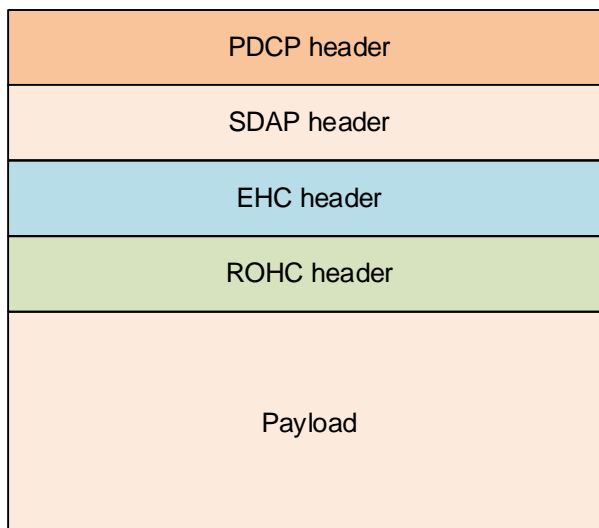 PDCP header
SDAP header
EHC header
ROHC header
Payload